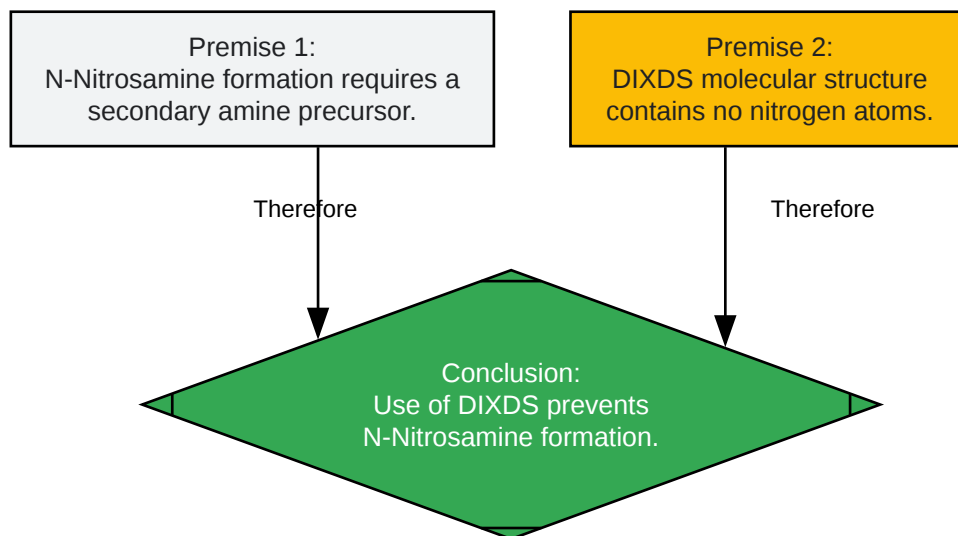 Premise 1:
N-Nitrosamine formation requires a
secondary amine precursor.
Premise 2:
DIXDS molecular structure
contains no nitrogen atoms.
Therefore
Therefore
Conclusion:
Use of DIXDS prevents
N-Nitrosamine formation.